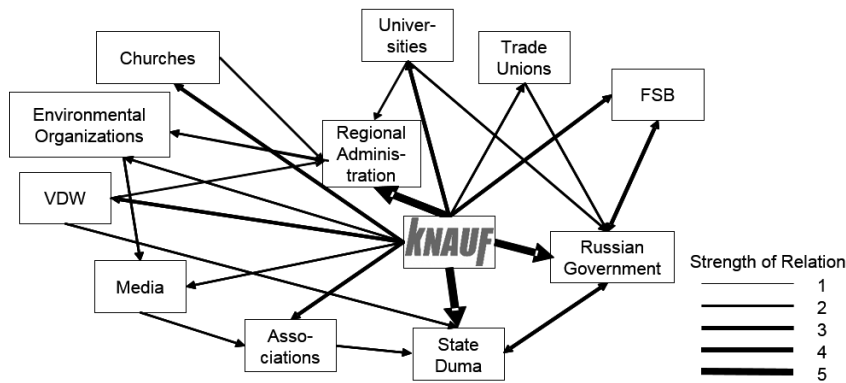 Univer-
sities
Trade
Unions
Churches
FSB
Environmental
Organizations
Regional
Adminis-
tration
VDW
KNAUF
Russian
Government
Strength of Relation
1
2
3
4
5
Media
Asso-
ciations
State
Duma